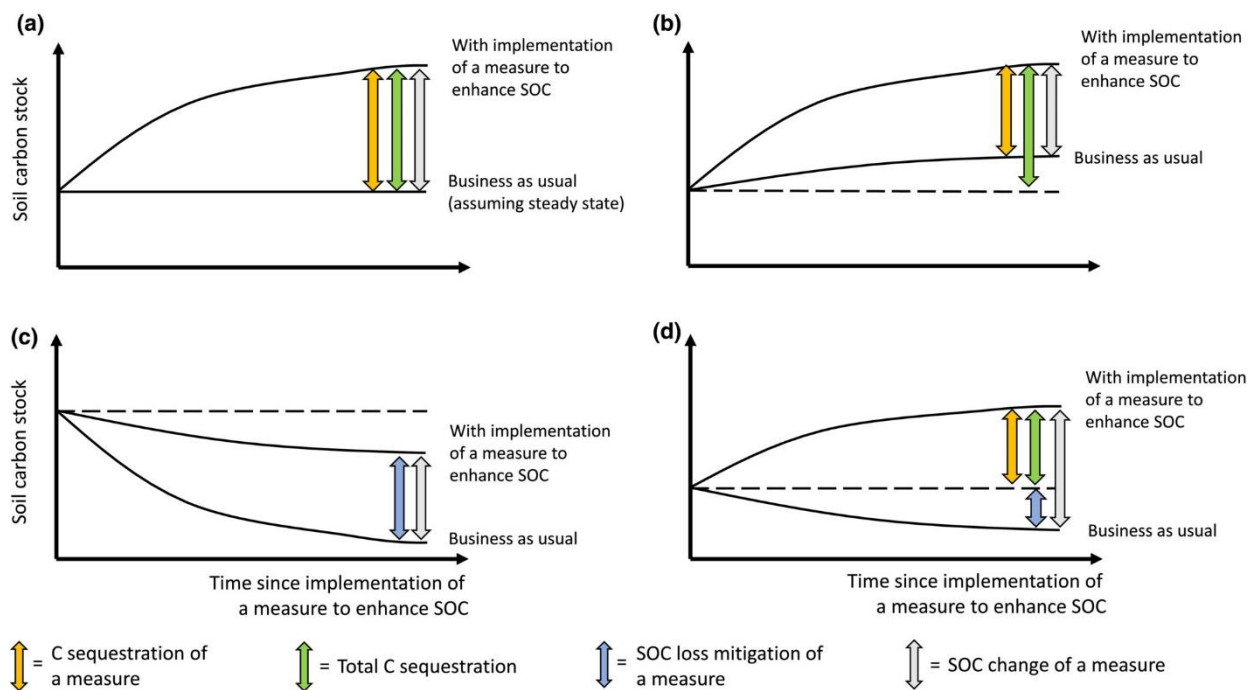 (a)
Soil carbon stock
With implementation
of a measure to
enhance SOC
Business as usual
(assuming steady state)
(b)
With implementation
of a measure to
enhance SOC
Business as usual
(c)
Soil carbon stock
With implementation
of a measure to
enhance SOC
Business as usual
Time since implementation of
a measure to enhance SOC
(d)
With implementation
of a measure to
enhance SOC
Business as usual
Time since implementation of
a measure to enhance SOC
= C sequestration of
a measure
= Total C sequestration
= SOC loss mitigation of
a measure
= SOC change of a measure